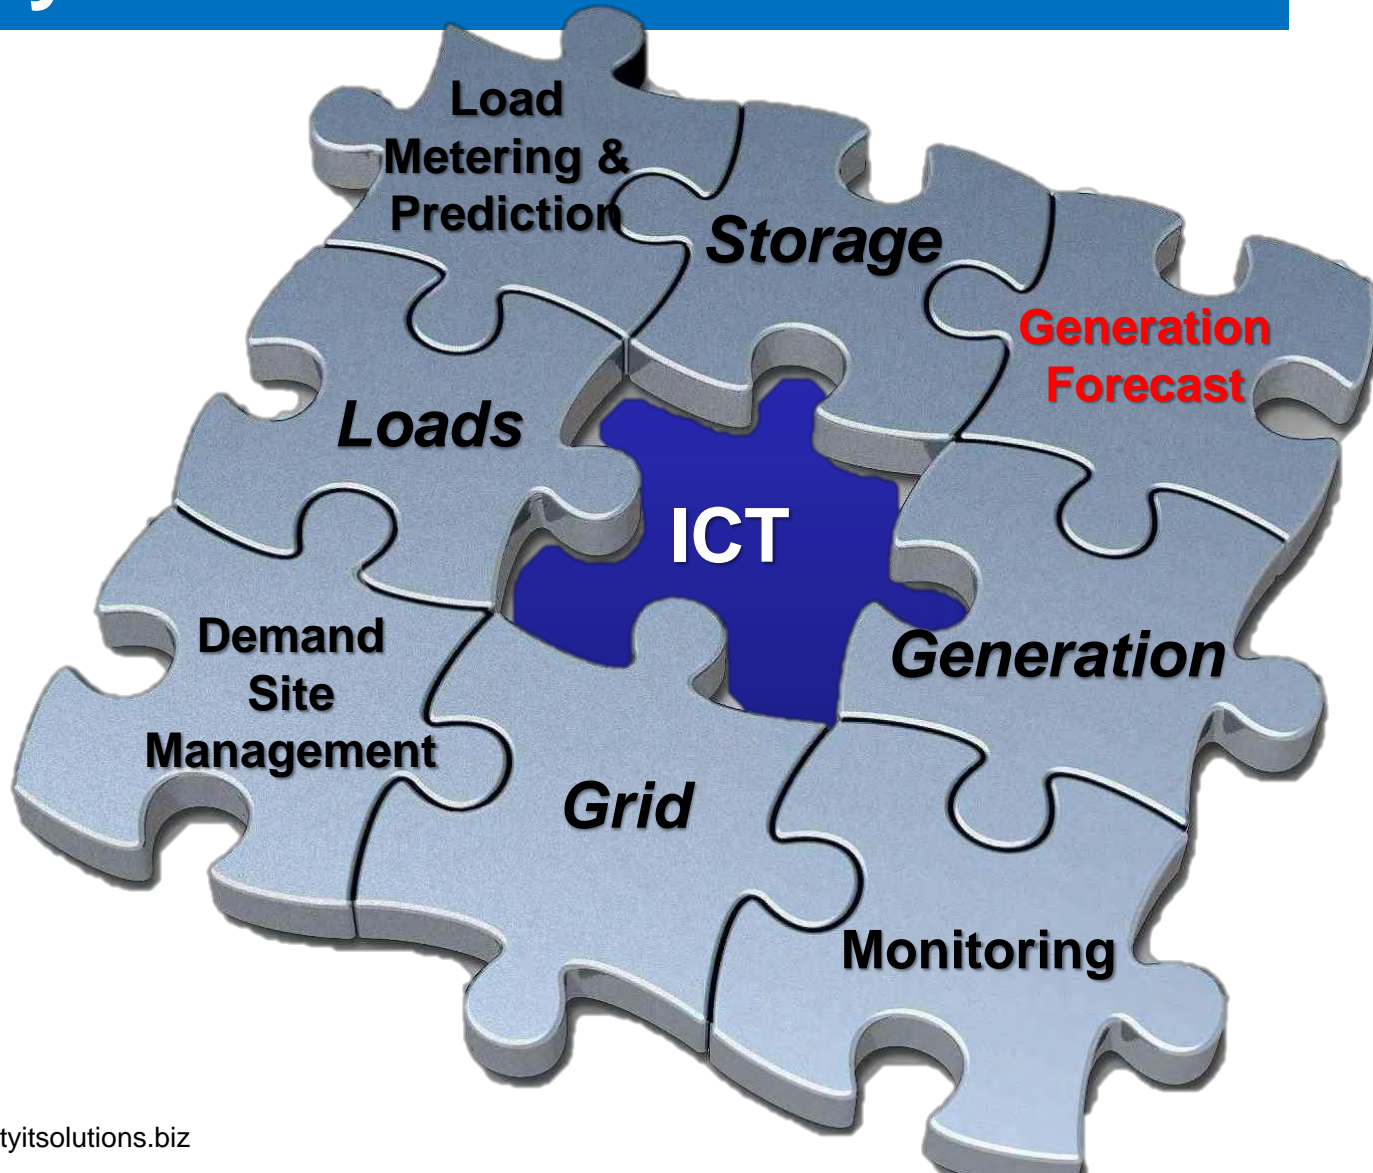 Load
Metering &
Prediction
Storage
Generation
Forecast
Loads
ICT
Demand
Site
Management
Generation
Grid
Monitoring
tyitsolutions.biz